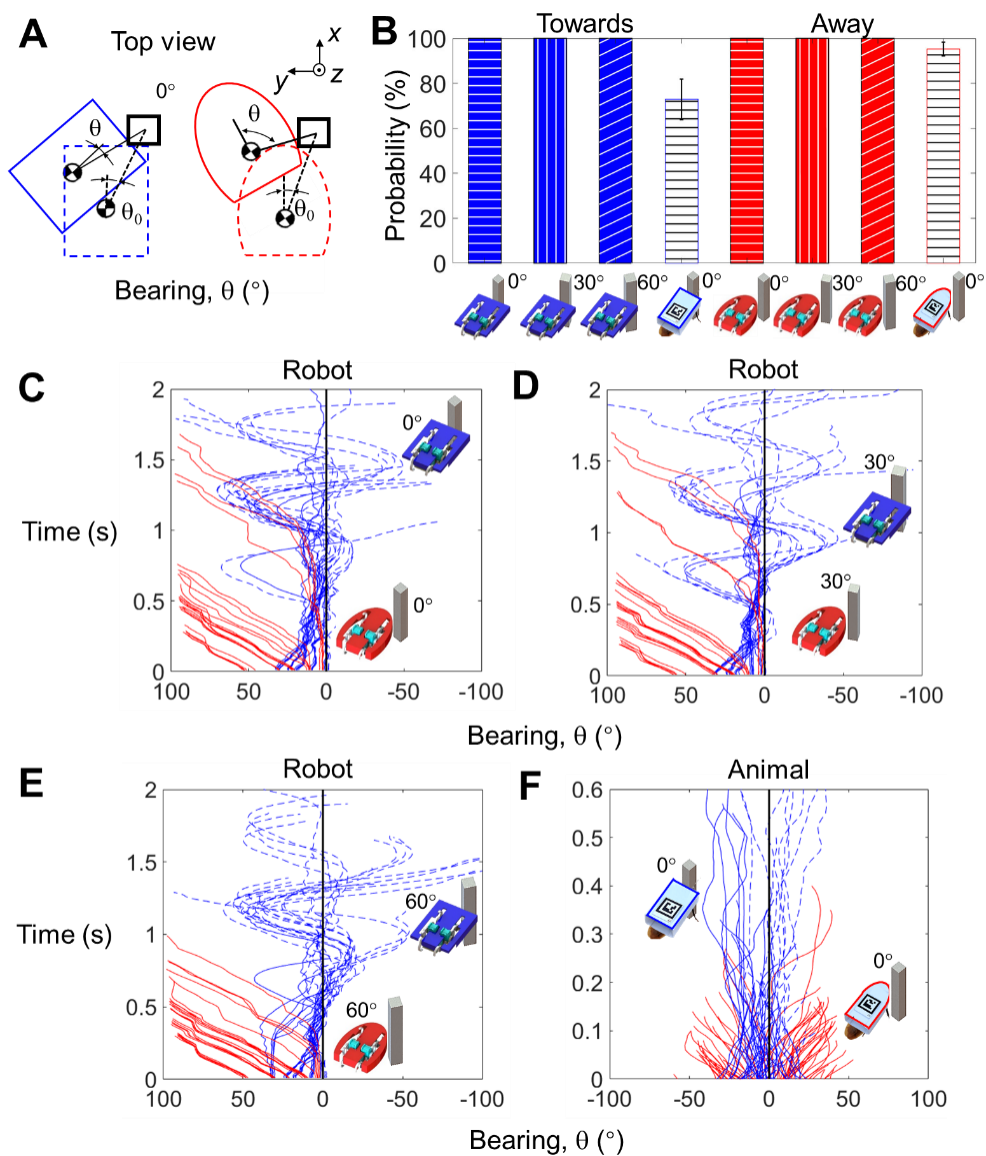 A
Top view
x
y
z
0°
θ
θ
θ₀
θ₀
Bearing, θ (°)
B
Towards
Away
Probability (%)
100
80
60
40
20
0
0°
30°
60°
0°
0°
30°
60°
0°
C
Robot
2
1.5
1
0.5
0
100
50
0
-50
-100
0°
0°
Time (s)
D
Robot
2
1.5
1
0.5
0
100
50
0
-50
-100
30°
30°
Bearing, θ (°)
E
Robot
2
1.5
1
0.5
0
100
50
0
-50
-100
60°
60°
Time (s)
F
Animal
0.6
0.5
0.4
0.3
0.2
0.1
0
-100
-50
0
50
100
0°
0°
Bearing, θ (°)